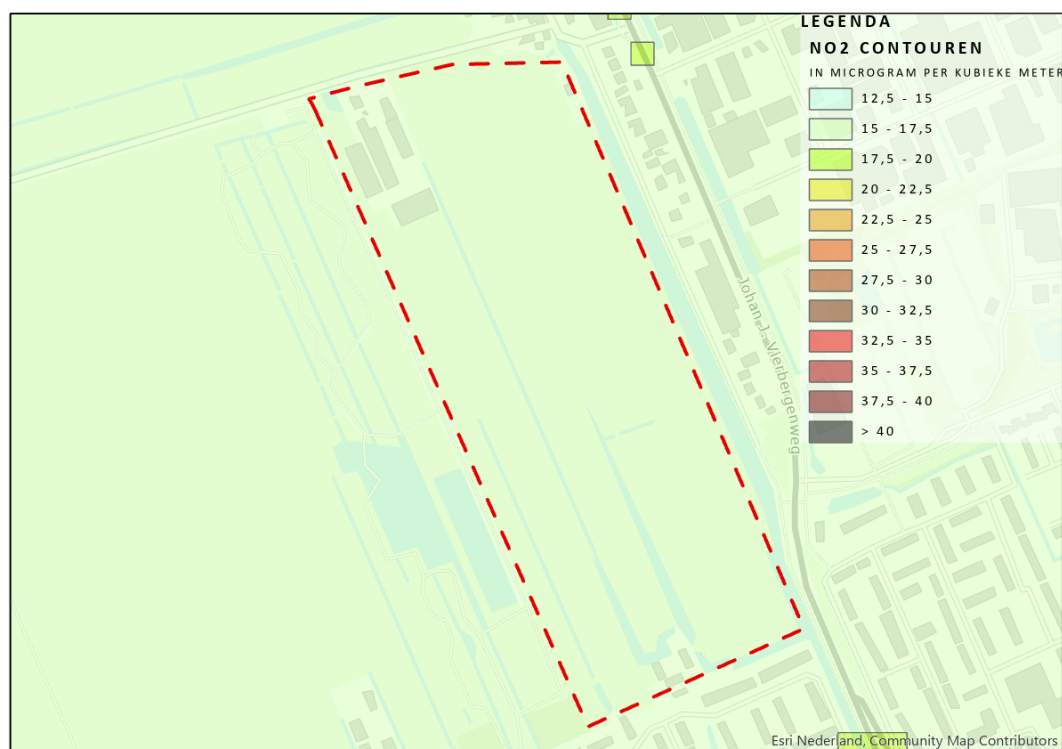 LEGENDA
NO2 CONTOUREN
IN MICROGRAM PER KUBIEKE METER
12,5 - 15
15 - 17,5
17,5 - 20
20 - 22,5
22,5 - 25
25 - 27,5
27,5 - 30
30 - 32,5
32,5 - 35
35 - 37,5
37,5 - 40
> 40
Johan J. Vierbergenweg
Esri Nederland, Community Map Contributors